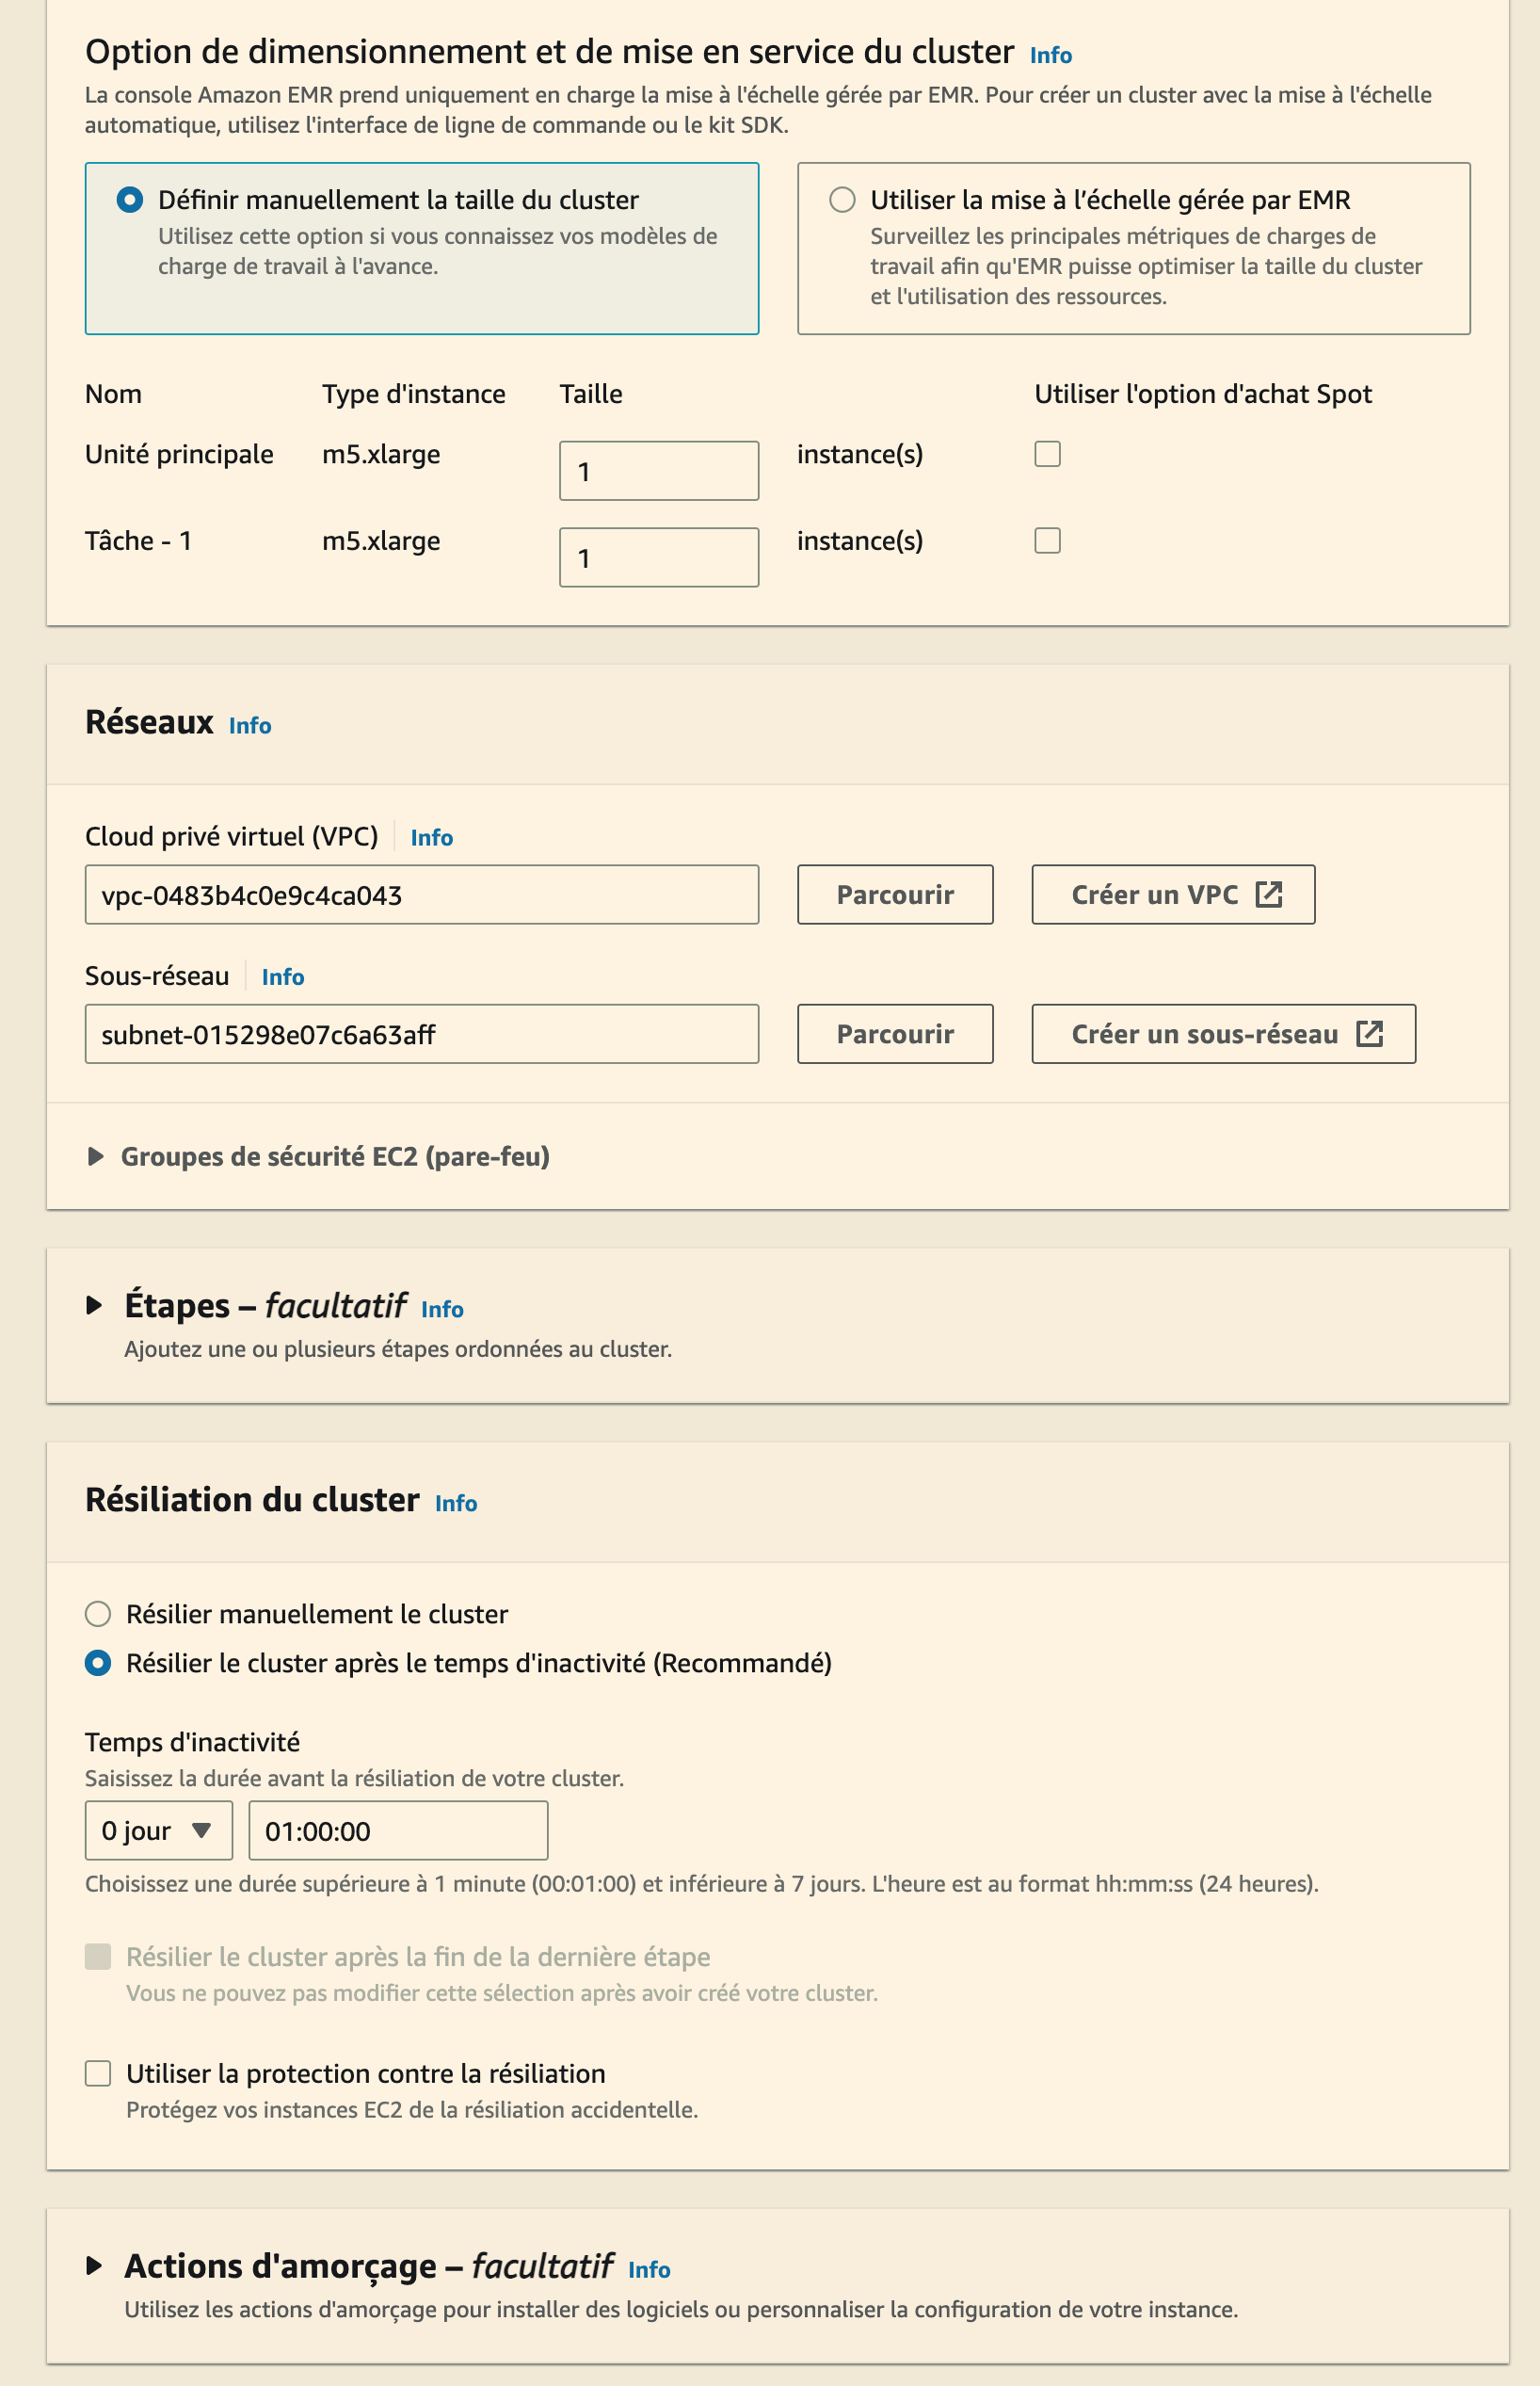 Option de dimensionnement et de mise en service du cluster Info
La console Amazon EMR prend uniquement en charge la mise à l'échelle gérée par EMR. Pour créer un cluster avec la mise à l'échelle
automatique, utilisez l'interface de ligne de commande ou le kit SDK.
Définir manuellement la taille du cluster
Utilisez cette option si vous connaissez vos modèles de
charge de travail à l'avance.
Utiliser la mise à l’échelle gérée par EMR
Surveillez les principales métriques de charges de
travail afin qu'EMR puisse optimiser la taille du cluster
et l'utilisation des ressources.
Nom Type d'instance Taille Utiliser l'option d'achat Spot
Unité principale m5.xlarge 1 instance(s)
Tâche - 1 m5.xlarge 1 instance(s)
Réseaux Info
Cloud privé virtuel (VPC) Info
vpc-0483b4c0e9c4ca043 Parcourir Créer un VPC
Sous-réseau Info
subnet-015298e07c6a63aff Parcourir Créer un sous-réseau
Groupes de sécurité EC2 (pare-feu)
Étapes – facultatif Info
Ajoutez une ou plusieurs étapes ordonnées au cluster.
Résiliation du cluster Info
Résilier manuellement le cluster
Résilier le cluster après le temps d'inactivité (Recommandé)
Temps d'inactivité
Saisissez la durée avant la résiliation de votre cluster.
0 jour 01:00:00
Choisissez une durée supérieure à 1 minute (00:01:00) et inférieure à 7 jours. L'heure est au format hh:mm:ss (24 heures).
Résilier le cluster après la fin de la dernière étape
Vous ne pouvez pas modifier cette sélection après avoir créé votre cluster.
Utiliser la protection contre la résiliation
Protégez vos instances EC2 de la résiliation accidentelle.
Actions d'amorçage – facultatif Info
Utilisez les actions d'amorçage pour installer des logiciels ou personnaliser la configuration de votre instance.